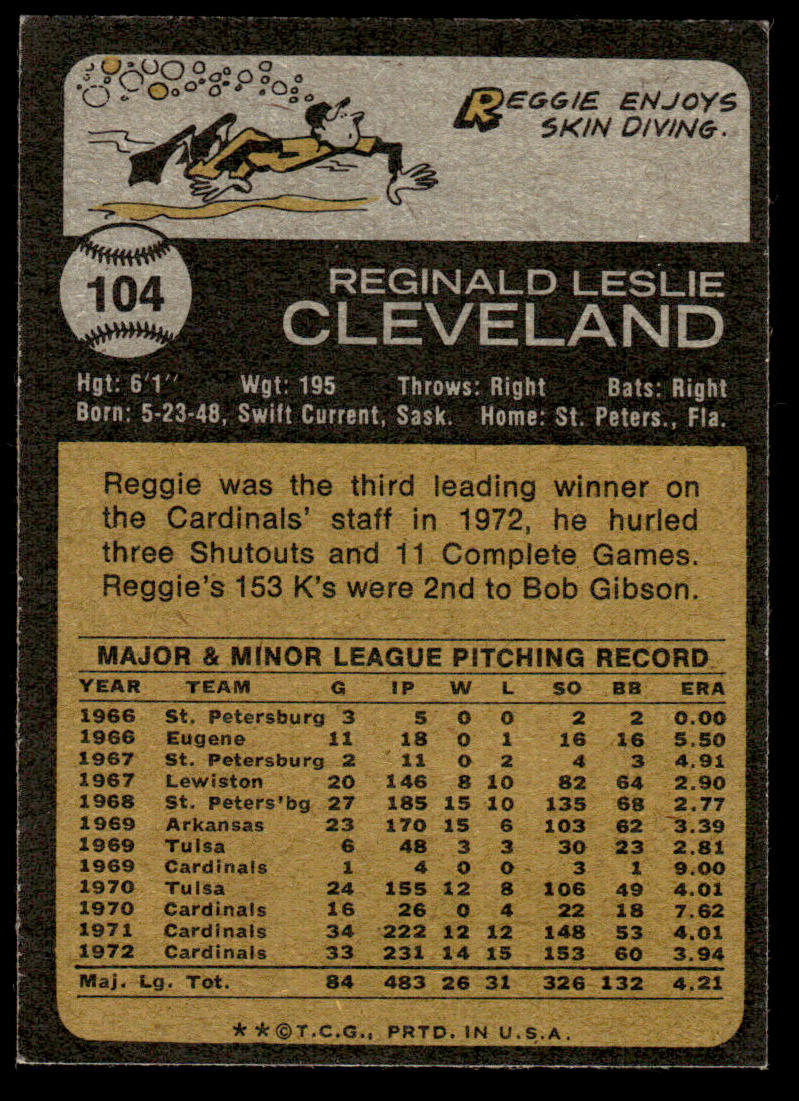 REGGIE ENJOYS
SKIN DIVING.
104
REGINALD LESLIE
CLEVELAND
Hgt: 6'1" Wgt: 195 Throws: Right Bats: Right
Born: 5-23-48, Swift Current, Sask. Home: St. Peters., Fla.
Reggie was the third leading winner on
the Cardinals' staff in 1972, he hurled
three Shutouts and 11 Complete Games.
Reggie's 153 K's were 2nd to Bob Gibson.
MAJOR & MINOR LEAGUE PITCHING RECORD
YEAR TEAM G IP W L SO BB ERA
1966 St. Petersburg 3 5 0 0 2 2 0.00
1966 Eugene 11 18 0 1 16 16 5.50
1967 St. Petersburg 2 11 0 2 4 3 4.91
1967 Lewiston 20 146 8 10 82 64 2.90
1968 St. Peters'bg 27 185 15 10 135 68 2.77
1969 Arkansas 23 170 15 6 103 62 3.39
1969 Tulsa 6 48 3 3 30 23 2.81
1969 Cardinals 1 4 0 0 3 1 9.00
1970 Tulsa 24 155 12 8 106 49 4.01
1970 Cardinals 16 26 0 4 22 18 7.62
1971 Cardinals 34 222 12 12 148 53 4.01
1972 Cardinals 33 231 14 15 153 60 3.94
Maj. Lg. Tot. 84 483 26 31 326 132 4.21
**©T.C.G., PRTD. IN U.S.A.